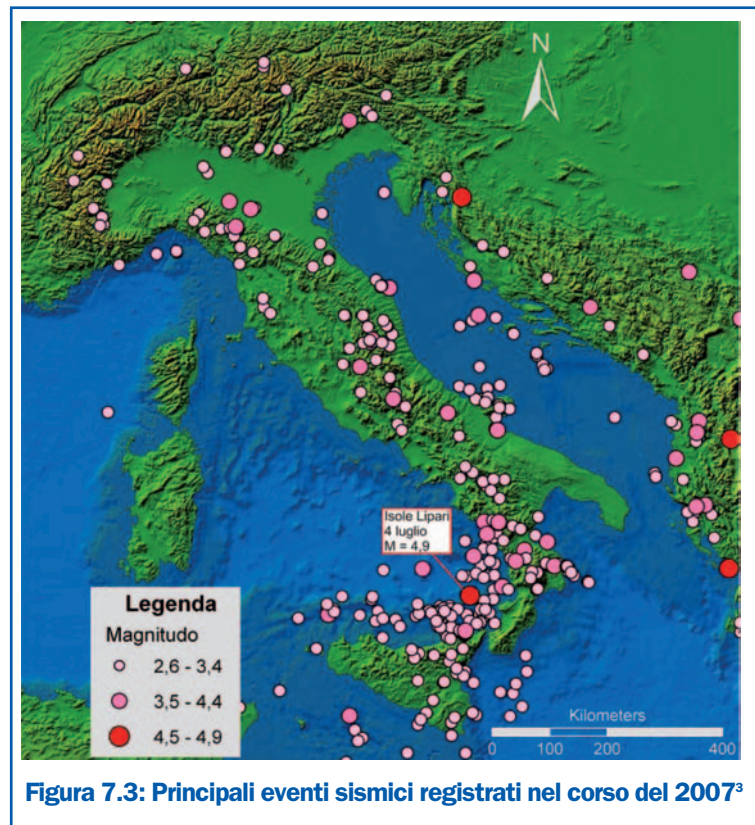 N
Isole Lipari
4 luglio
M = 4,9
Legenda
Magnitudo
2,6 - 3,4
3,5 - 4,4
4,5 - 4,9
Kilometers
0 100 200 400
Figura 7.3: Principali eventi sismici registrati nel corso del 2007³